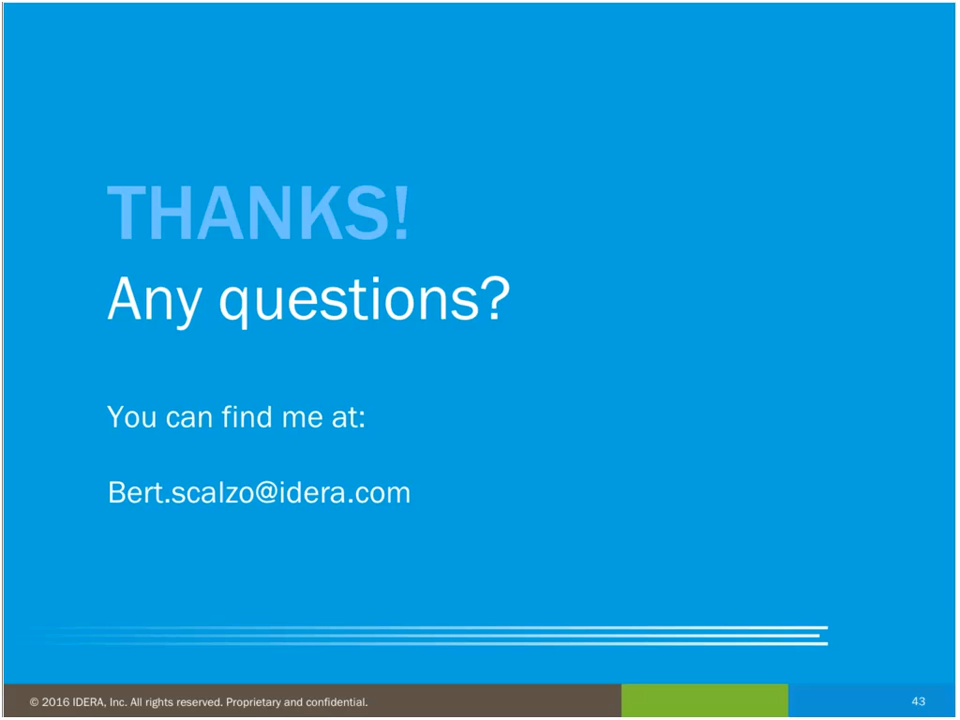 THANKS!
Any questions?
You can find me at:
Bert.scalzo@idera.com
© 2016 IDERA, Inc. All rights reserved. Proprietary and confidential.
43